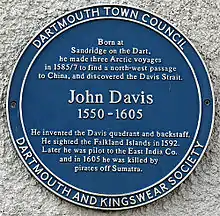 DARTMOUTH TOWN COUNCIL
Born at
Sandridge on the Dart,
he made three Arctic voyages
in 1585/7 to find a north-west passage
to China, and discovered the Davis Strait.
John Davis
1550 - 1605
He invented the Davis quadrant and backstaff.
He sighted the Falkland Islands in 1592.
Later he was pilot to the East India Co.
and in 1605 he was killed by
pirates off Sumatra.
DARTMOUTH AND KINGSWEAR SOCIETY